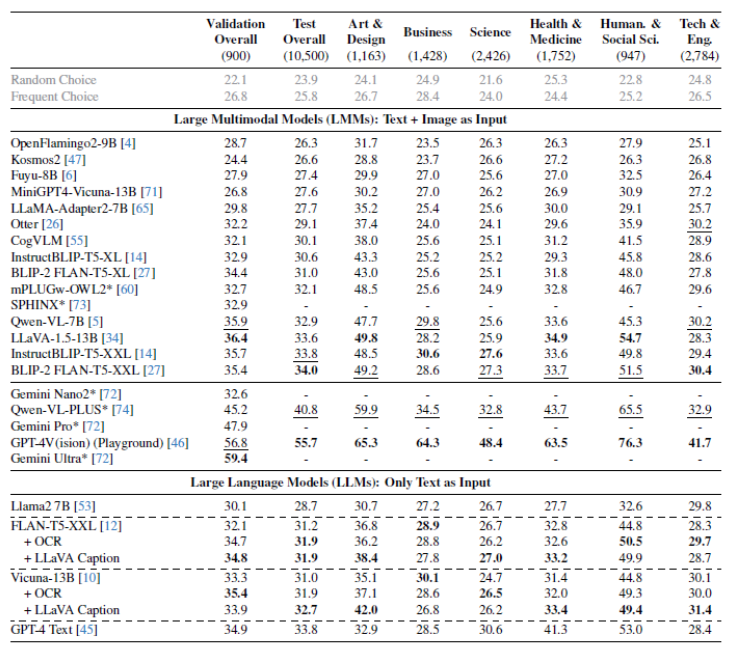 Validation Overall (900) Test Overall (10,500) Art & Design (1,163) Business (1,428) Science (2,426) Health & Medicine (1,752) Human. & Social Sci. (947) Tech & Eng. (2,784)
Random Choice 22.1 23.9 24.1 24.9 21.6 25.3 22.8 24.8
Frequent Choice 26.8 25.8 26.7 28.4 24.0 24.4 25.2 26.5
Large Multimodal Models (LMMs): Text + Image as Input
OpenFlamingo2-9B [4] 28.7 26.3 31.7 23.5 26.3 26.3 27.9 25.1
Kosmos2 [47] 24.4 26.6 28.8 23.7 26.6 27.2 26.3 26.8
Fuyu-8B [6] 27.9 27.4 29.9 27.0 25.6 27.0 32.5 26.4
MiniGPT4-Vicuna-13B [71] 26.8 27.6 30.2 27.0 26.2 26.9 30.9 27.2
LLaMA-Adapter2-7B [65] 29.8 27.7 35.2 25.4 25.6 30.0 29.1 25.7
Otter [26] 32.2 29.1 37.4 24.0 24.1 29.6 35.9 30.2
CogVLM [55] 32.1 30.1 38.0 25.6 25.1 31.2 41.5 28.9
InstructBLIP-T5-XL [14] 32.9 30.6 43.3 25.2 25.2 29.3 45.8 28.6
BLIP-2 FLAN-T5-XL [27] 34.4 31.0 43.0 25.6 25.1 31.8 48.0 27.8
mPLUGw-OWL2* [60] 32.7 32.1 48.5 25.6 24.9 32.8 46.7 29.6
SPHINX* [73] 32.9 - - - - - - -
Qwen-VL-7B [5] 35.9 32.9 47.7 29.8 25.6 33.6 45.3 30.2
LLaVA-1.5-13B [34] 36.4 33.6 49.8 28.2 25.9 34.9 54.7 28.3
InstructBLIP-T5-XXL [14] 35.7 33.8 48.5 30.6 27.6 33.6 49.8 29.4
BLIP-2 FLAN-T5-XXL [27] 35.4 34.0 49.2 28.6 27.3 33.7 51.5 30.4
Gemini Nano2* [72] 32.6 - - - - - - -
Qwen-VL-PLUS* [74] 45.2 40.8 59.9 34.5 32.8 43.7 65.5 32.9
Gemini Pro* [72] 47.9 - - - - - - -
GPT-4V(ision) (Playground) [46] 56.8 55.7 65.3 64.3 48.4 63.5 76.3 41.7
Gemini Ultra* [72] 59.4 - - - - - - -
Large Language Models (LLMs): Only Text as Input
Llama2 7B [53] 30.1 28.7 30.7 27.2 26.7 27.7 32.6 29.8
FLAN-T5-XXL [12] 32.1 31.2 36.8 28.9 26.7 32.8 44.8 28.3
+ OCR 34.7 31.9 36.2 28.8 26.2 32.6 50.5 29.7
+ LLaVA Caption 34.8 31.9 38.4 27.8 27.0 33.2 49.9 28.7
Vicuna-13B [10] 33.3 31.0 35.1 30.1 24.7 31.4 44.8 30.1
+ OCR 35.4 31.9 37.1 28.6 26.5 32.0 49.3 30.0
+ LLaVA Caption 33.9 32.7 42.0 26.8 26.2 33.4 49.4 31.4
GPT-4 Text [45] 34.9 33.8 32.9 28.5 30.6 41.3 53.0 28.4